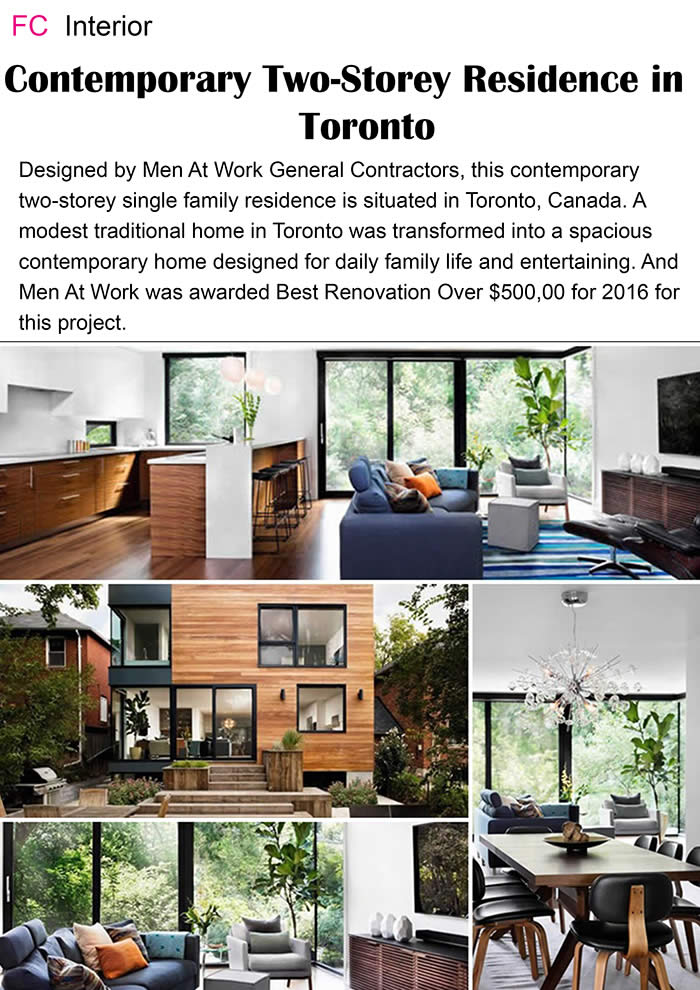 FC Interior
Contemporary Two-Storey Residence in
Toronto
Designed by Men At Work General Contractors, this contemporary
two-storey single family residence is situated in Toronto, Canada. A
modest traditional home in Toronto was transformed into a spacious
contemporary home designed for daily family life and entertaining. And
Men At Work was awarded Best Renovation Over $500,00 for 2016 for
this project.